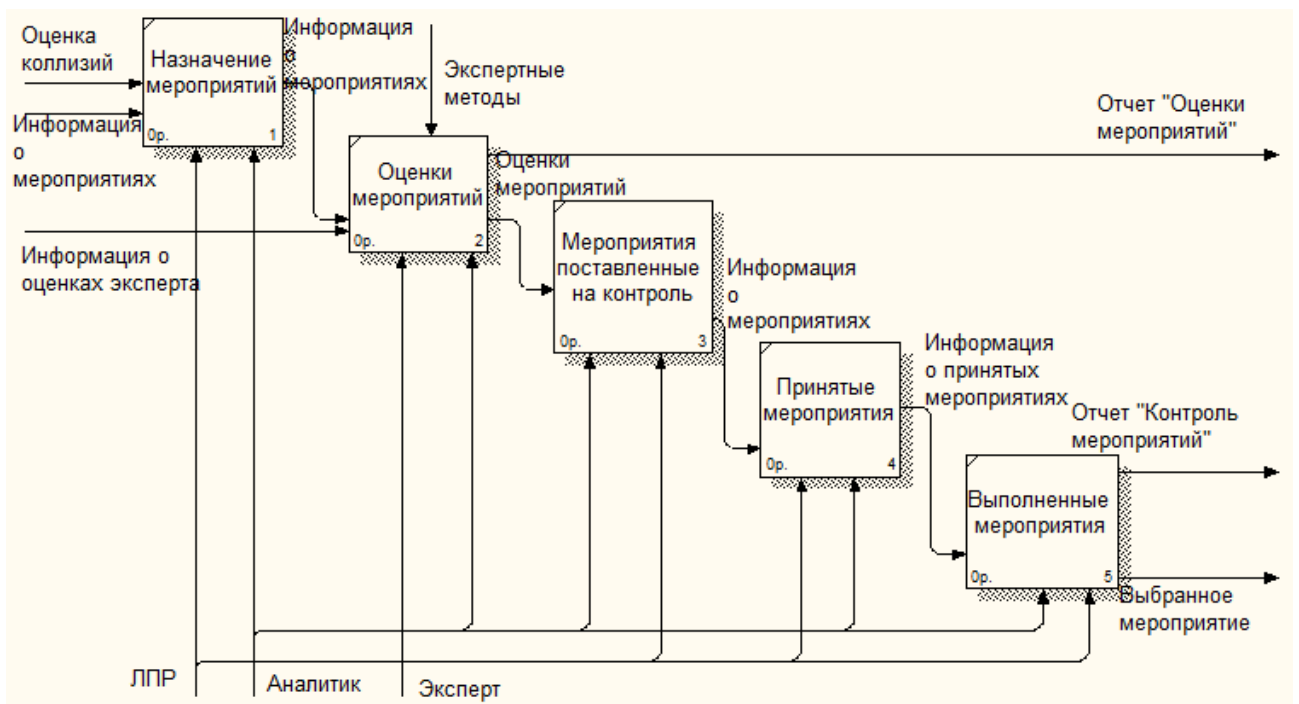 Оценка
коллизий
Назначение
мероприятий
0р.
1
Информация
о
мероприятиях
Информация
о
мероприятиях
Экспертные
методы
Отчет "Оценки
мероприятий"
Оценки
мероприятий
0р.
2
Оценки
мероприятий
Информация о
оценках эксперта
Мероприятия
поставленные
на контроль
0р.
3
Информация
о
мероприятиях
Принятые
мероприятия
0р.
4
Информация
о принятых
мероприятиях
Отчет "Контроль
мероприятий"
Выполненные
мероприятия
0р.
5
Выбранное
мероприятие
ЛПР
Аналитик
Эксперт